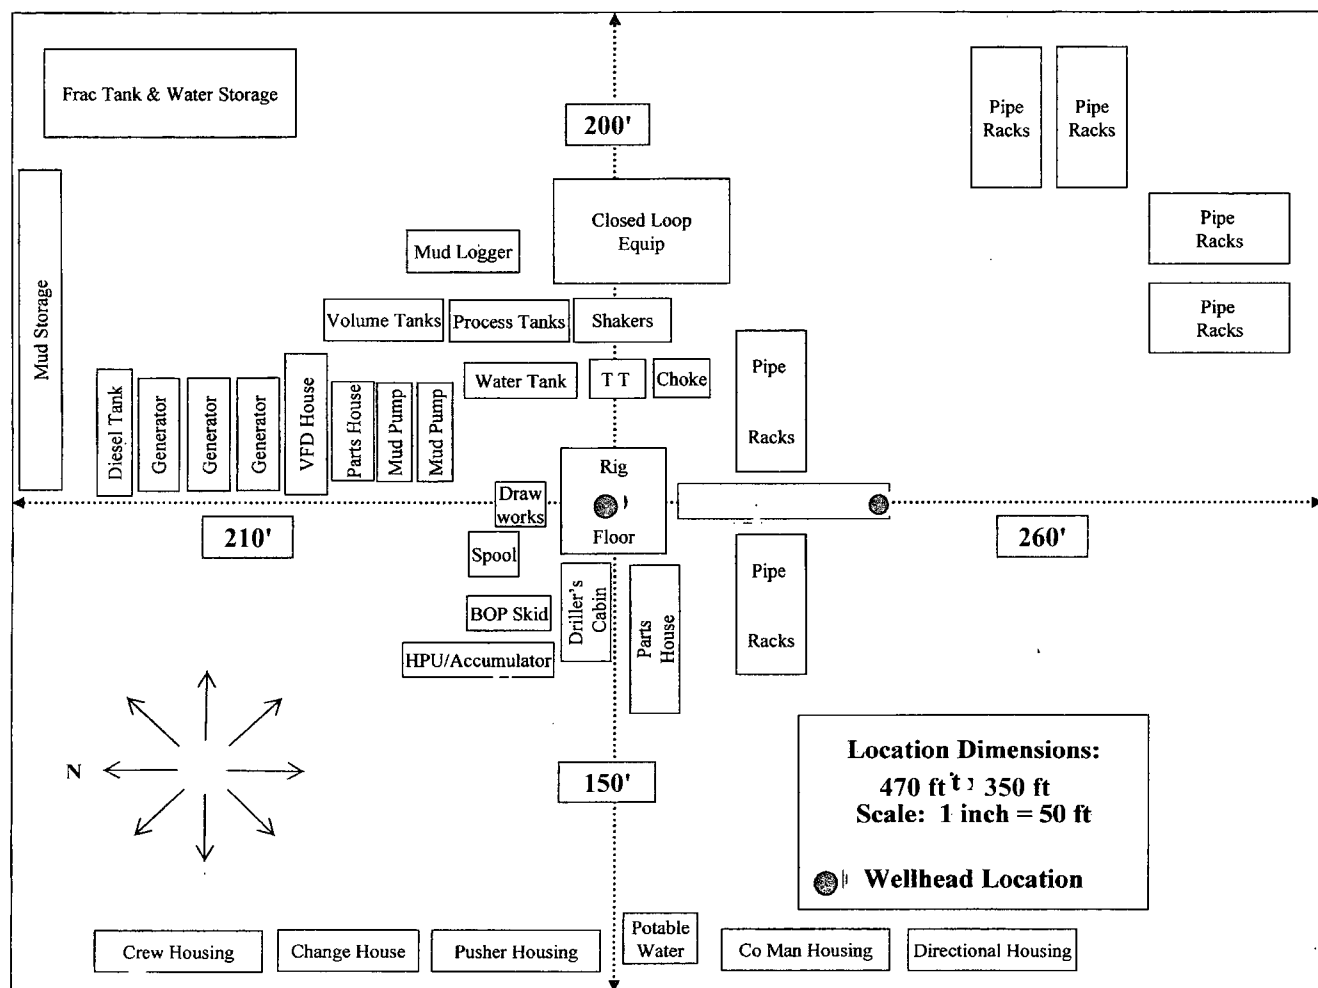 Frac Tank & Water Storage
200'
Pipe
Racks
Pipe
Racks
Closed Loop
Equip
Mud Logger
Pipe
Racks
Pipe
Racks
Mud Storage
Volume Tanks
Process Tanks
Shakers
Water Tank
T T
Choke
Pipe
Racks
Diesel Tank
Generator
Generator
Generator
VFD House
Parts House
Mud Pump
Mud Pump
Draw
works
Rig
Floor
210'
260'
Spool
BOP Skid
HPU/Accumulator
Driller's
Cabin
Parts
House
Pipe
Racks
N
150'
Location Dimensions:
470 ft 350 ft
Scale: 1 inch = 50 ft
Wellhead Location
Crew Housing
Change House
Pusher Housing
Potable
Water
Co Man Housing
Directional Housing